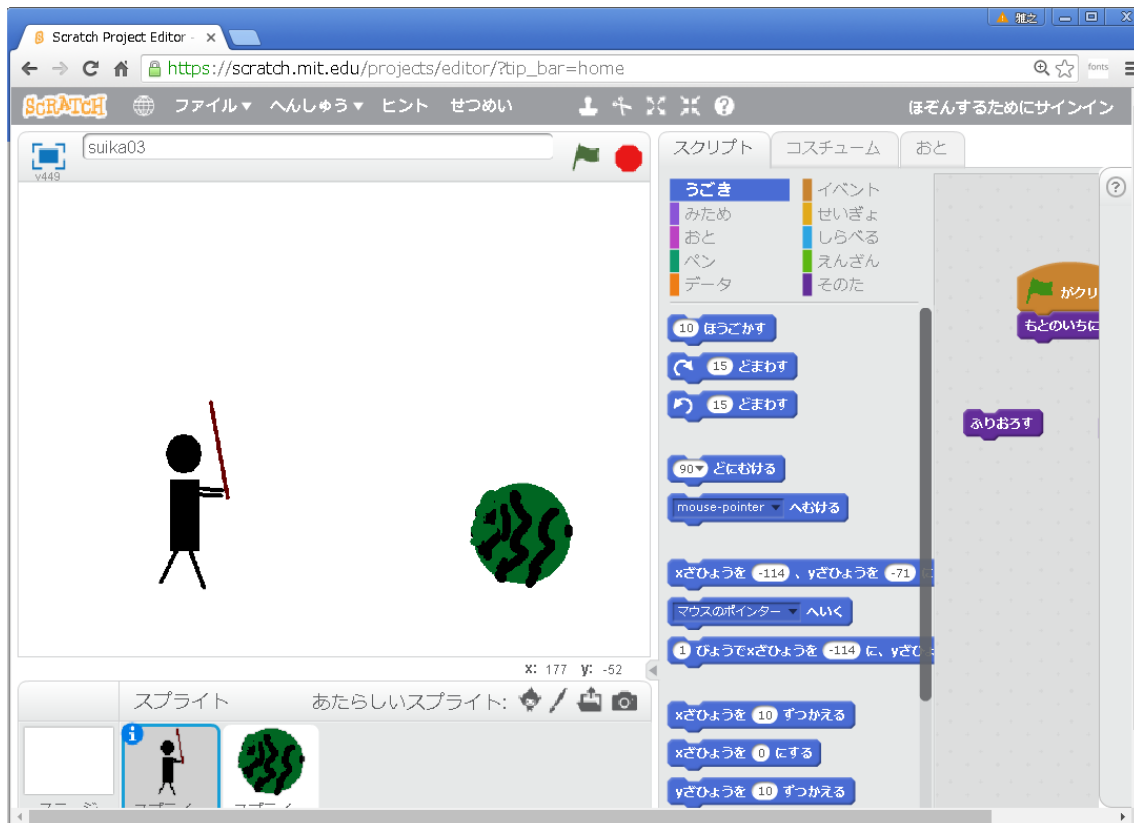 雅之
Scratch Project Editor -
https://scratch.mit.edu/projects/editor/?tip_bar=home
fonts
SCRATCH ファイル▼ へんしゅう▼ ヒント せつめい ほぞんするためにサインイン
suika03
v449
スクリプト コスチューム おと
うごき イベント
みため せいぎょ
おと しらべる
ペン えんざん
データ そのた
10 ほうごかす
15 どまわす
15 どまわす
90▼ どにむける
mouse-pointer ▼ へむける
xざひょうを -114 、yざひょうを -71
マウスのポインター ▼ へいく
1 びょうでxざひょうを -114 に、yざひ
xざひょうを 10 ずつかえる
xざひょうを 0 にする
yざひょうを 10 ずつかえる
がクリ
もとのいちに
ふりおろす
x: 177 y: -52
スプライト あたらしいスプライト: